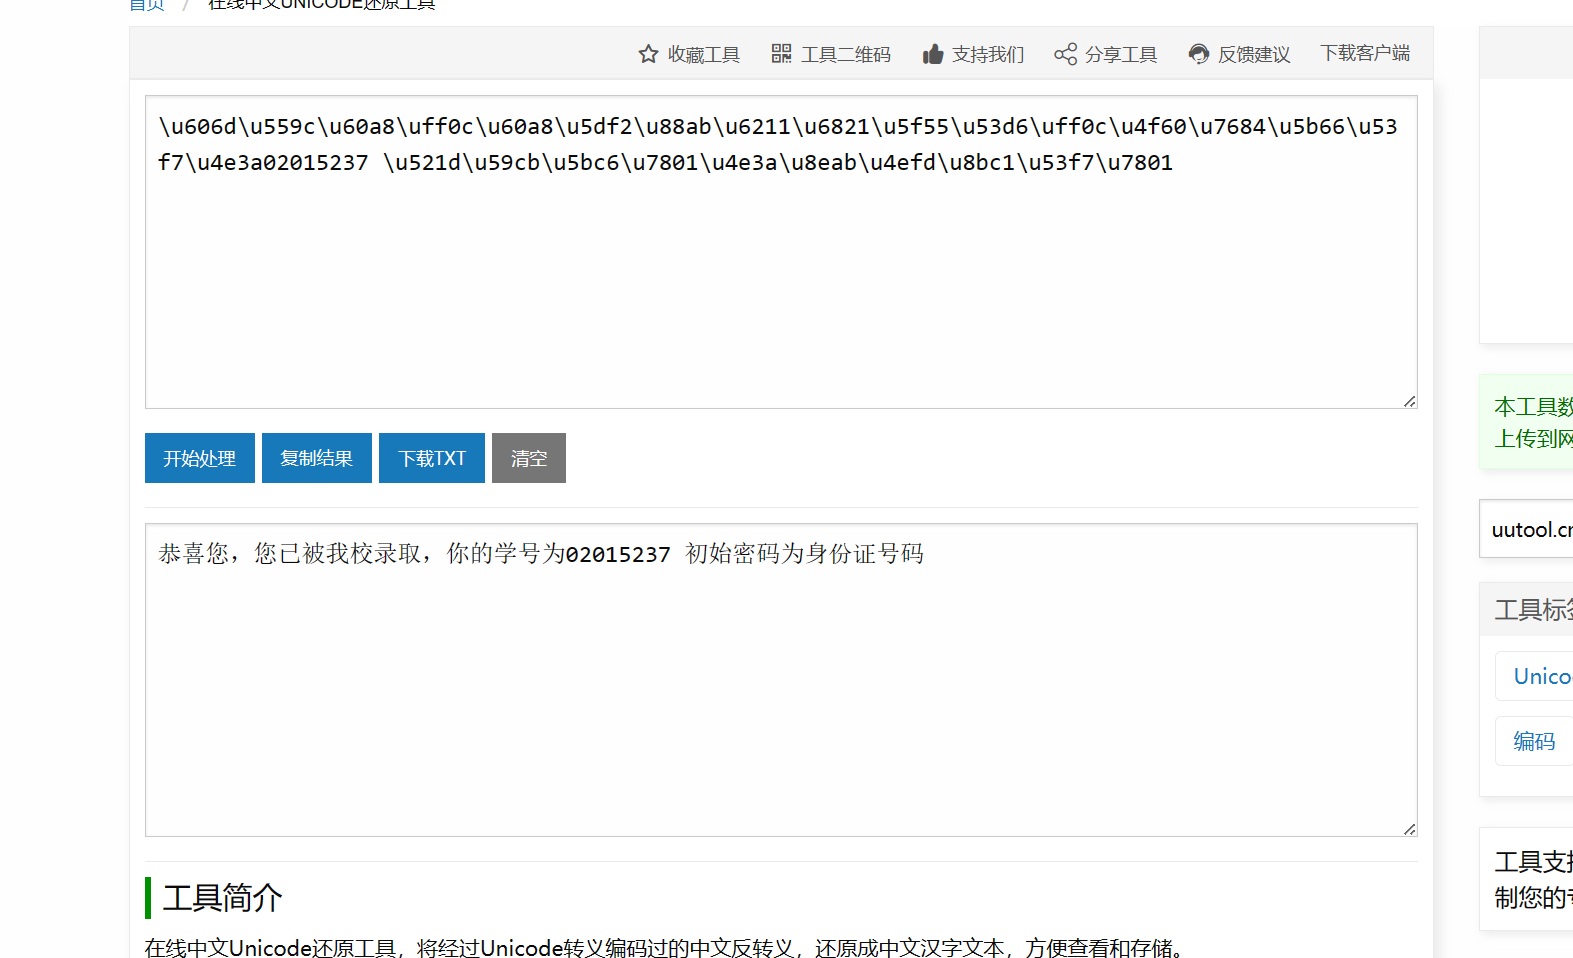 首页 / 在线中文UNICODE还原工具
收藏工具 工具二维码 支持我们 分享工具 反馈建议 下载客户端
\u606d\u559c\u60a8\uff0c\u60a8\u5df2\u88ab\u6211\u6821\u5f55\u53d6\uff0c\u4f60\u7684\u5b66\u53
f7\u4e3a02015237 \u521d\u59cb\u5bc6\u7801\u4e3a\u8eab\u4efd\u8bc1\u53f7\u7801
开始处理 复制结果 下载TXT 清空
恭喜您，您已被我校录取，你的学号为02015237 初始密码为身份证号码
工具简介
在线中文Unicode还原工具，将经过Unicode转义编码过的中文反转义，还原成中文汉字文本，方便查看和存储。
本工具数
上传到网
uutool.cn
工具标签
Unico
编码
工具支持
制您的